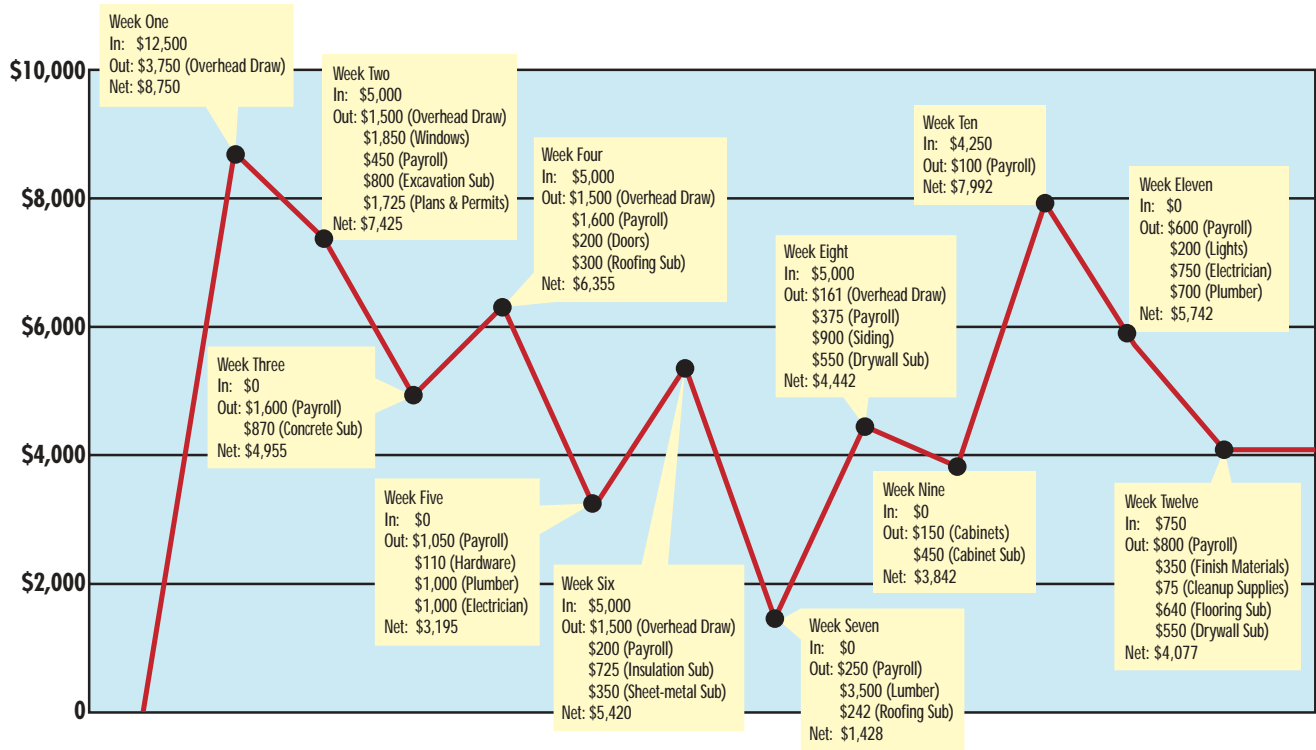 $10,000
$8,000
$6,000
$4,000
$2,000
0
Week One
In: $12,500
Out: $3,750 (Overhead Draw)
Net: $8,750
Week Two
In: $5,000
Out: $1,500 (Overhead Draw)
$1,850 (Windows)
$450 (Payroll)
$800 (Excavation Sub)
$1,725 (Plans & Permits)
Net: $7,425
Week Three
In: $0
Out: $1,600 (Payroll)
$870 (Concrete Sub)
Net: $4,955
Week Four
In: $5,000
Out: $1,500 (Overhead Draw)
$1,600 (Payroll)
$200 (Doors)
$300 (Roofing Sub)
Net: $6,355
Week Five
In: $0
Out: $1,050 (Payroll)
$110 (Hardware)
$1,000 (Plumber)
$1,000 (Electrician)
Net: $3,195
Week Six
In: $5,000
Out: $1,500 (Overhead Draw)
$200 (Payroll)
$725 (Insulation Sub)
$350 (Sheet-metal Sub)
Net: $5,420
Week Seven
In: $0
Out: $250 (Payroll)
$3,500 (Lumber)
$242 (Roofing Sub)
Net: $1,428
Week Eight
In: $5,000
Out: $161 (Overhead Draw)
$375 (Payroll)
$900 (Siding)
$550 (Drywall Sub)
Net: $4,442
Week Nine
In: $0
Out: $150 (Cabinets)
$450 (Cabinet Sub)
Net: $3,842
Week Ten
In: $4,250
Out: $100 (Payroll)
Net: $7,992
Week Eleven
In: $0
Out: $600 (Payroll)
$200 (Lights)
$750 (Electrician)
$700 (Plumber)
Net: $5,742
Week Twelve
In: $750
Out: $800 (Payroll)
$350 (Finish Materials)
$75 (Cleanup Supplies)
$640 (Flooring Sub)
$550 (Drywall Sub)
Net: $4,077